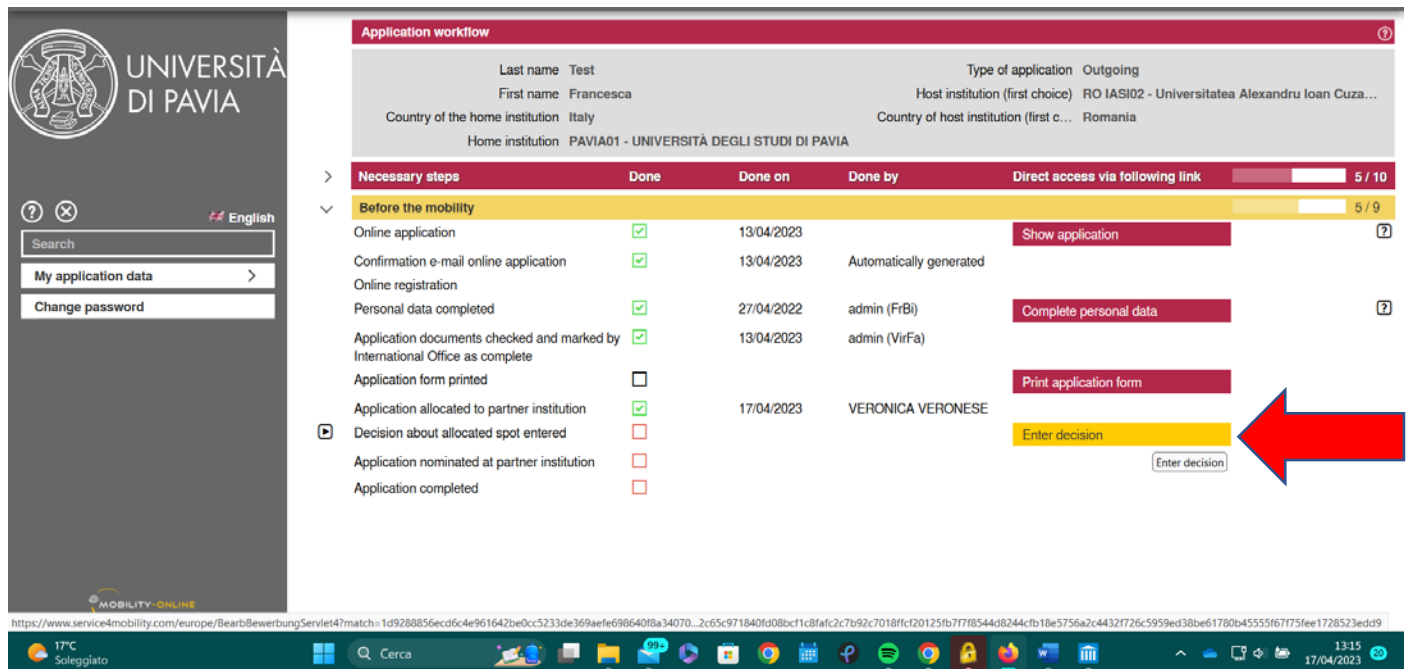 UNIVERSITÀ
DI PAVIA
English
Search
My application data
Change password
MOBILITY-ONLINE
Application workflow
Last name Test
Type of application Outgoing
First name Francesca
Host institution (first choice) RO IASI02 - Universitatea Alexandru Ioan Cuza...
Country of the home institution Italy
Country of host institution (first c... Romania
Home institution PAVIA01 - UNIVERSITÀ DEGLI STUDI DI PAVIA
Necessary steps Done Done on Done by Direct access via following link 5 / 10
Before the mobility 5 / 9
Online application 13/04/2023 Show application
Confirmation e-mail online application 13/04/2023 Automatically generated
Online registration
Personal data completed 27/04/2022 admin (FrBi) Complete personal data
Application documents checked and marked by 13/04/2023 admin (VirFa)
International Office as complete
Application form printed Print application form
Application allocated to partner institution 17/04/2023 VERONICA VERONESE
Decision about allocated spot entered Enter decision
Application nominated at partner institution Enter decision
Application completed
17°C
Soleggiato
Cerca
99+
13:15
17/04/2023
20